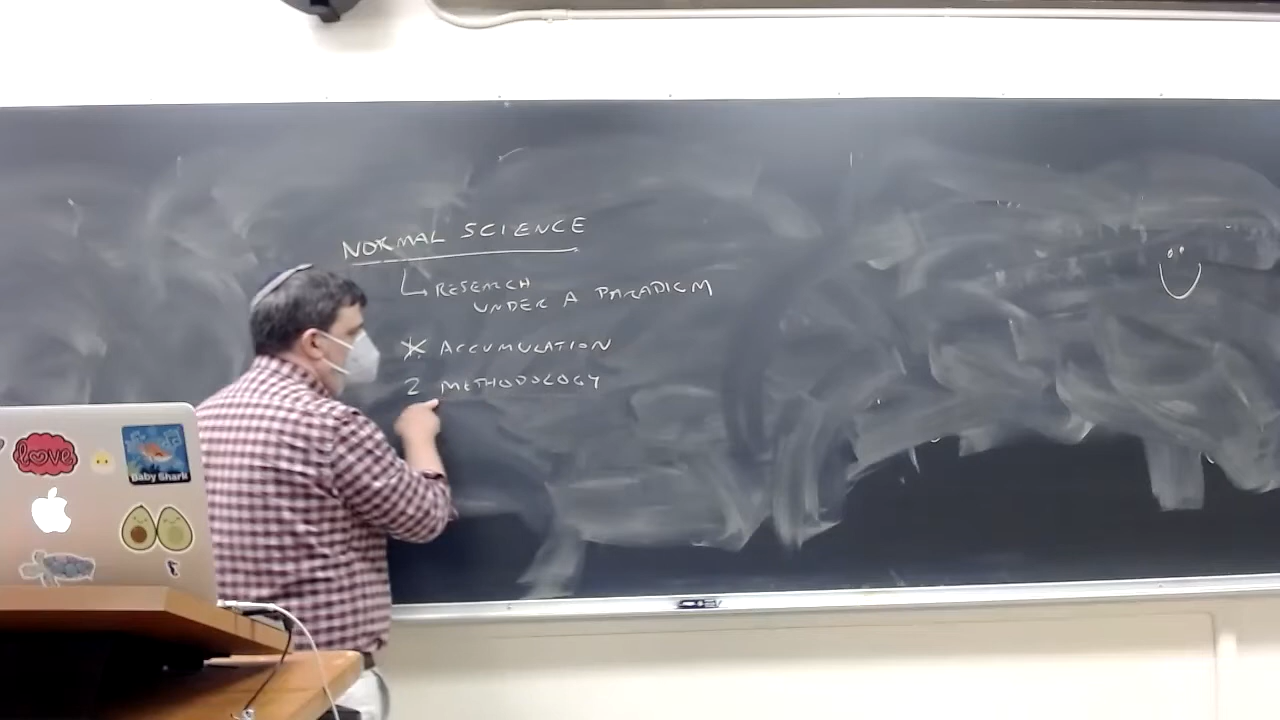 NORMAL SCIENCE
RESEARCH
UNDER A PARADIGM
ACCUMULATION
2 METHODOLOGY
love
Baby Shark